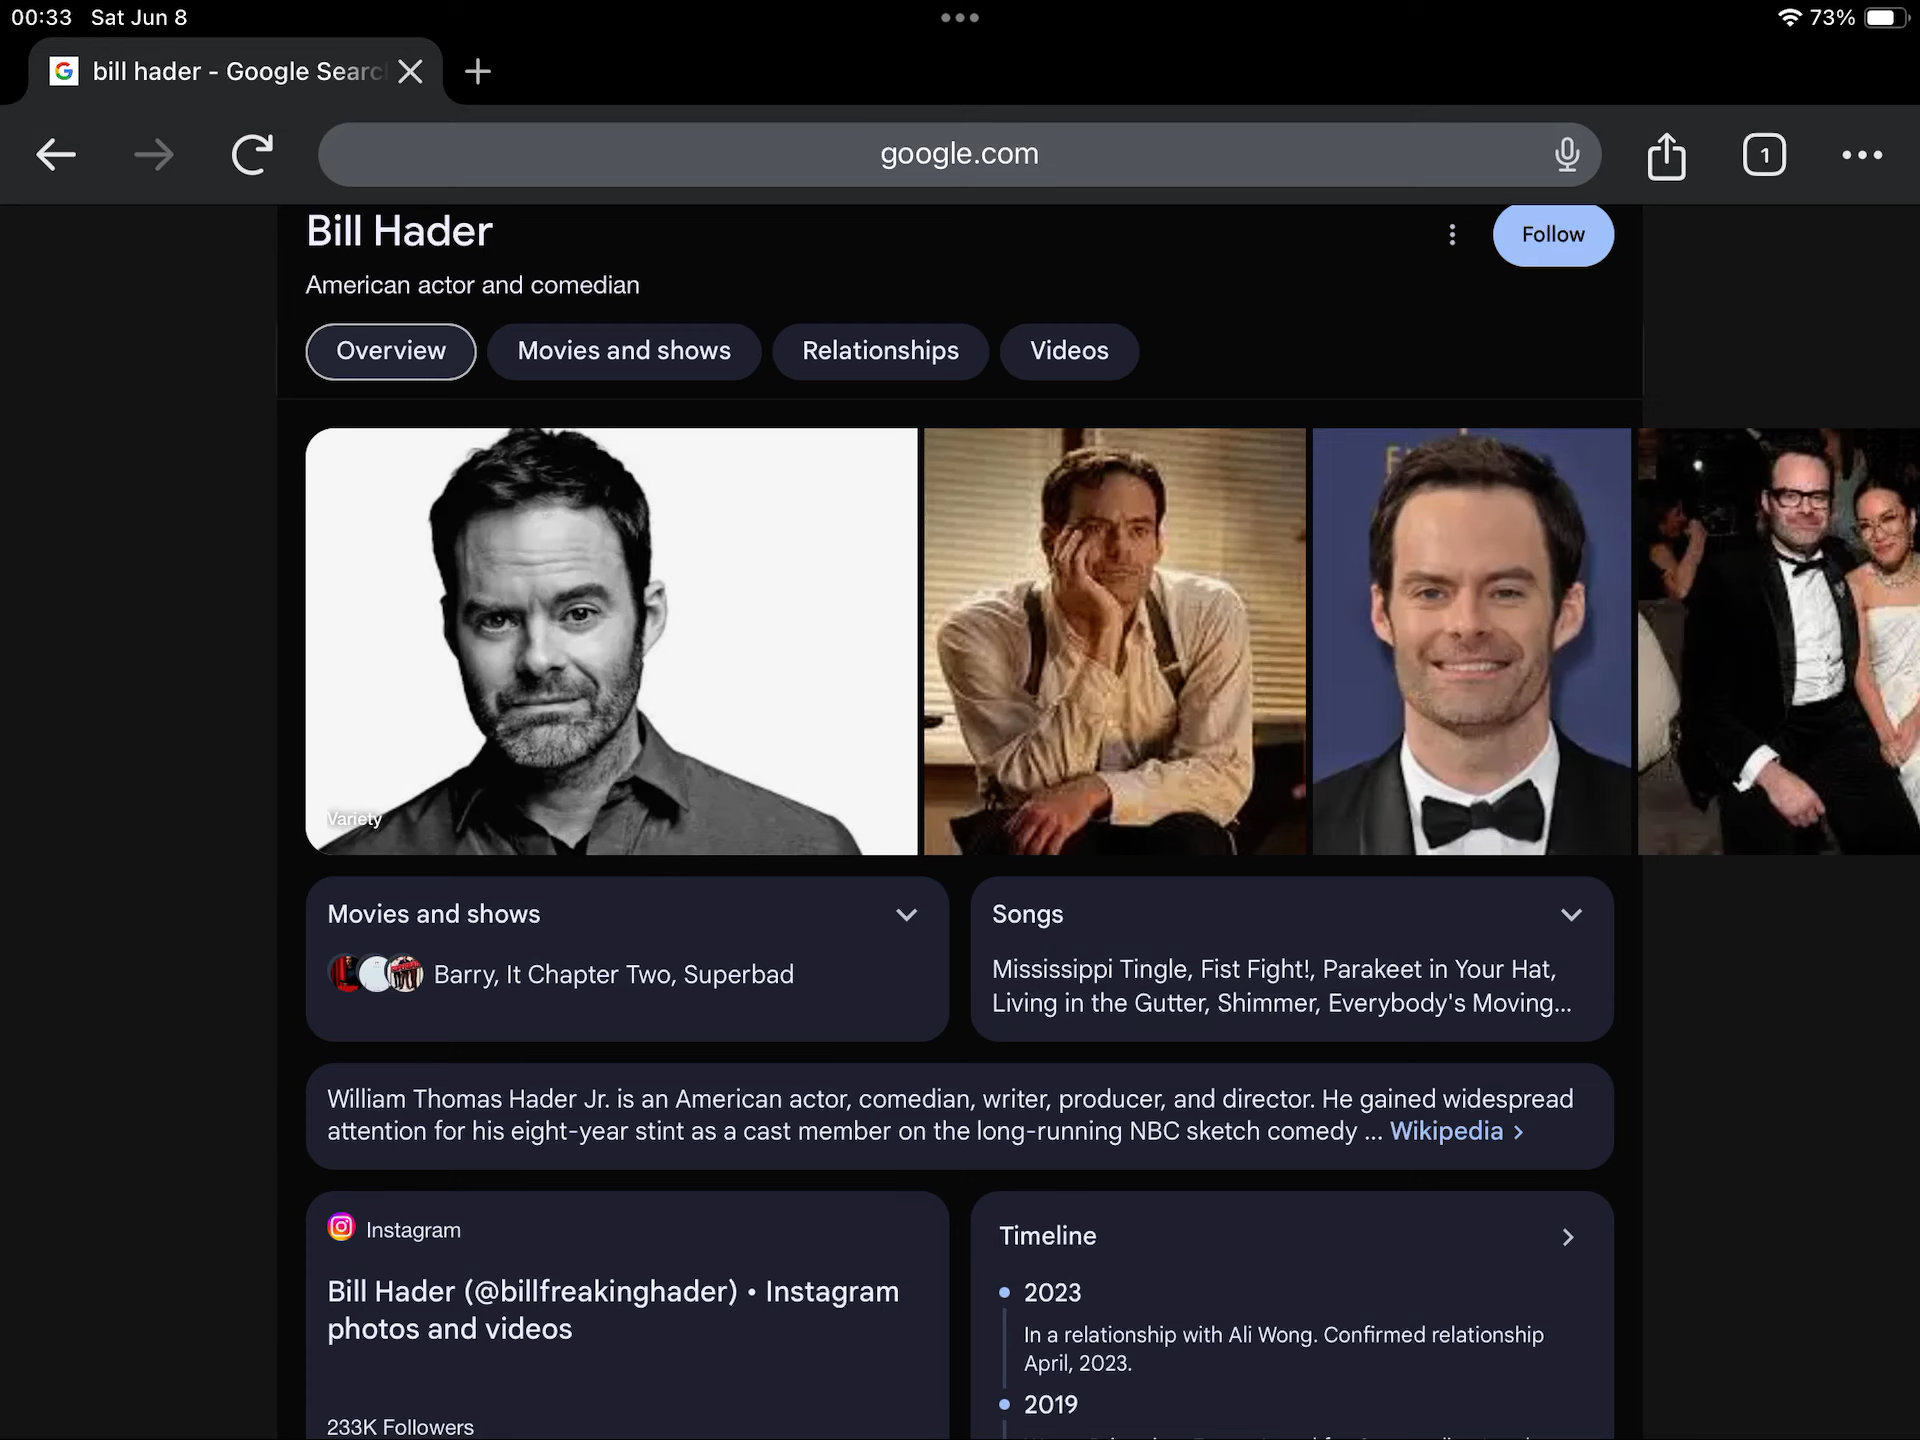 00:33 Sat Jun 8
73%
bill hader - Google Search
google.com
1
Bill Hader
Follow
American actor and comedian
Overview
Movies and shows
Relationships
Videos
Variety
Movies and shows
Barry, It Chapter Two, Superbad
Songs
Mississippi Tingle, Fist Fight!, Parakeet in Your Hat,
Living in the Gutter, Shimmer, Everybody's Moving...
William Thomas Hader Jr. is an American actor, comedian, writer, producer, and director. He gained widespread
attention for his eight-year stint as a cast member on the long-running NBC sketch comedy ... Wikipedia
Instagram
Bill Hader (@billfreakinghader) • Instagram
photos and videos
233K Followers
Timeline
2023
In a relationship with Ali Wong. Confirmed relationship
April, 2023.
2019